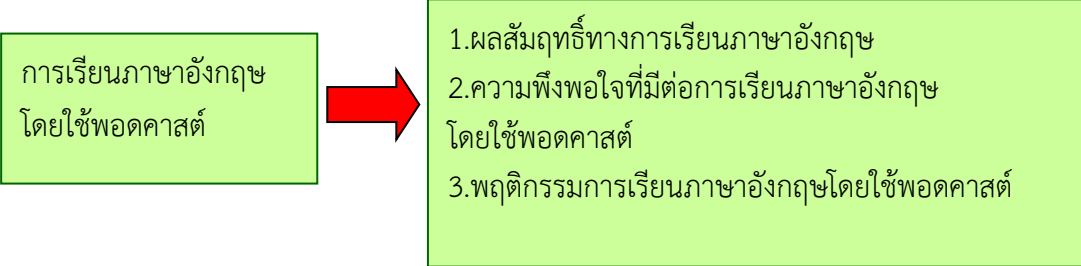 การเรียนภาษาอังกฤษ
โดยใช้พอดคาสต์
1.ผลสัมฤทธิ์ทางการเรียนภาษาอังกฤษ
2.ความพึงพอใจที่มีต่อการเรียนภาษาอังกฤษ
โดยใช้พอดคาสต์
3.พฤติกรรมการเรียนภาษาอังกฤษโดยใช้พอดคาสต์